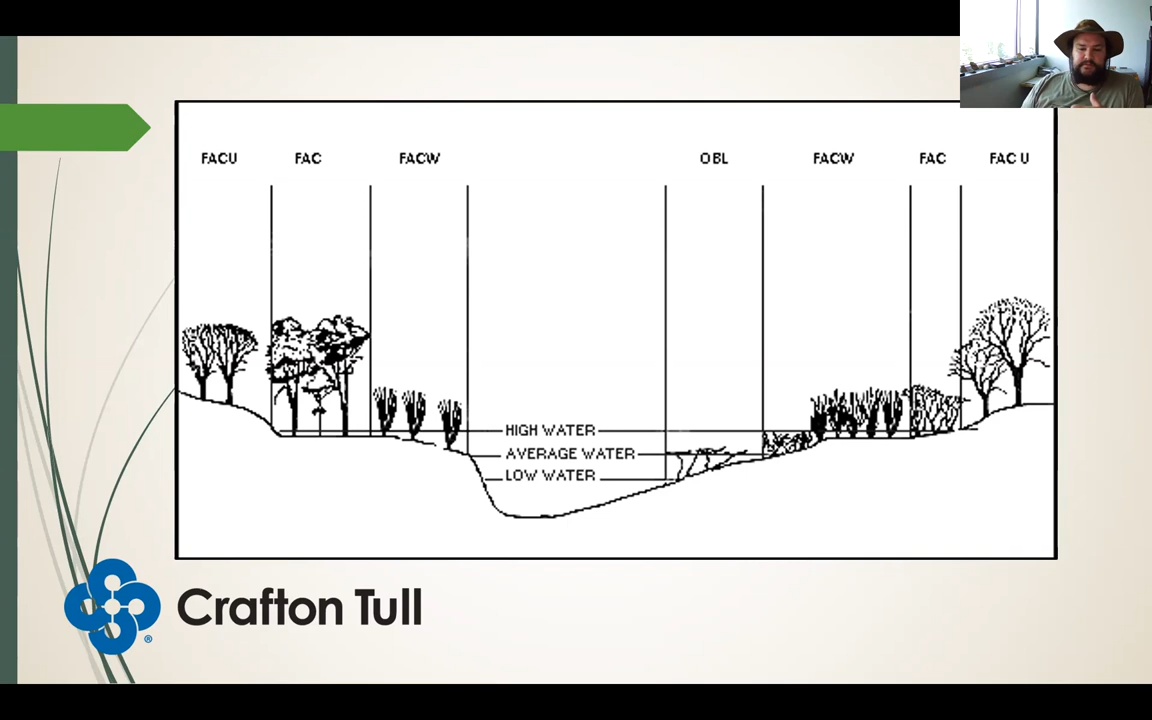 FACU FAC FACW OBL FACW FAC FAC U
HIGH WATER
AVERAGE WATER
LOW WATER
Crafton Tull
®